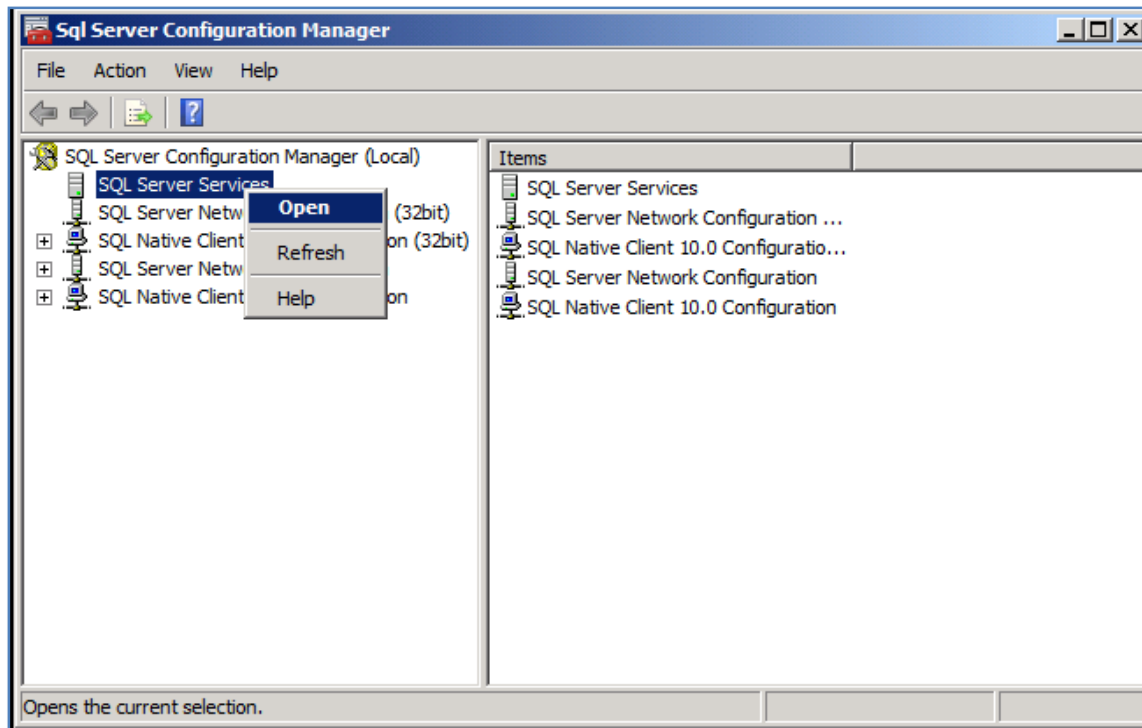 Sql Server Configuration Manager
File Action View Help
SQL Server Configuration Manager (Local)
SQL Server Services
SQL Server Netw (32bit)
SQL Native Client on (32bit)
SQL Server Netw
SQL Native Client on
Open
Refresh
Help
Items
SQL Server Services
SQL Server Network Configuration ...
SQL Native Client 10.0 Configuratio...
SQL Server Network Configuration
SQL Native Client 10.0 Configuration
Opens the current selection.